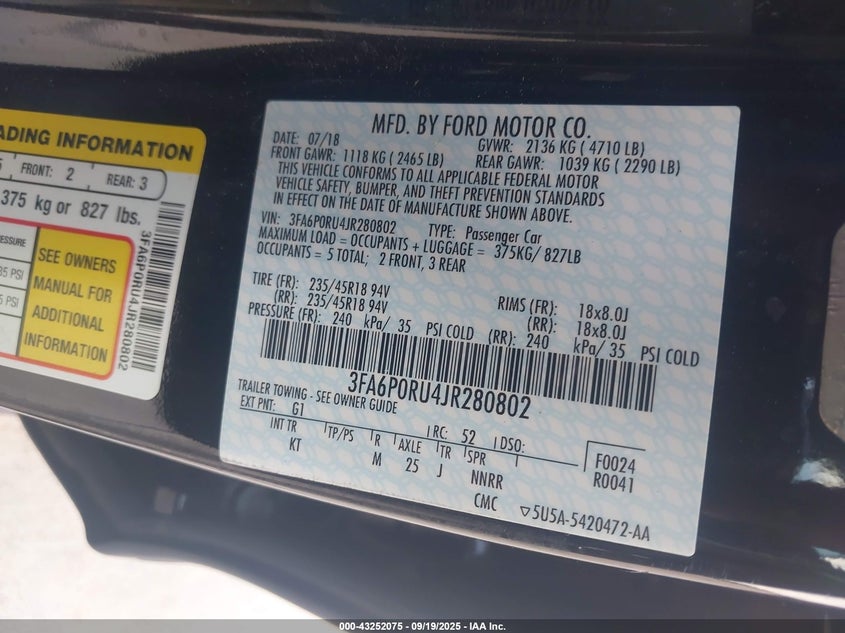 ADING INFORMATION
FRONT: 2
REAR: 3
375 kg or 827 lbs.
SEE OWNERS
MANUAL FOR
ADDITIONAL
INFORMATION
3FA6P0RU4JR280802
MFD. BY FORD MOTOR CO.
DATE: 07/18 GVWR: 2136 KG ( 4710 LB)
FRONT GAWR: 1118 KG ( 2465 LB) REAR GAWR: 1039 KG ( 2290 LB)
THIS VEHICLE CONFORMS TO ALL APPLICABLE FEDERAL MOTOR
VEHICLE SAFETY, BUMPER, AND THEFT PREVENTION STANDARDS
IN EFFECT ON THE DATE OF MANUFACTURE SHOWN ABOVE.
VIN: 3FA6P0RU4JR280802 TYPE: Passenger Car
MAXIMUM LOAD = OCCUPANTS + LUGGAGE = 375KG/ 827LB
OCCUPANTS = 5 TOTAL; 2 FRONT, 3 REAR
TIRE (FR): 235/45R18 94V RIMS (FR): 18x8.0J
(RR): 235/45R18 94V (RR): 18x8.0J
PRESSURE (FR): 240 kPa/ 35 PSI COLD (RR): 240 kPa/ 35 PSI COLD
3FA6P0RU4JR280802
TRAILER TOWING - SEE OWNER GUIDE
EXT PNT: G1 RC: 52 DSO:
INT TR TP/PS R AXLE TR SPR
KT M 25 J NNRR
CMC
F0024
R0041
▽5U5A-5420472-AA
000-43252075 - 09/19/2025 - IAA Inc.